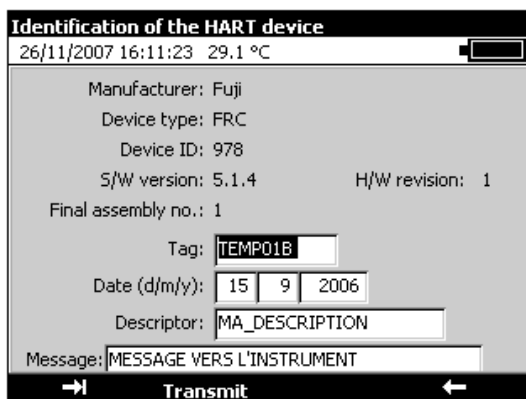 Identification of the HART device
26/11/2007 16:11:23 29.1 °C
Manufacturer: Fuji
Device type: FRC
Device ID: 978
S/W version: 5.1.4 H/W revision: 1
Final assembly no.: 1
Tag: TEMP01B
Date (d/m/y): 15 9 2006
Descriptor: MA_DESCRIPTION
Message: MESSAGE VERS L'INSTRUMENT
Transmit